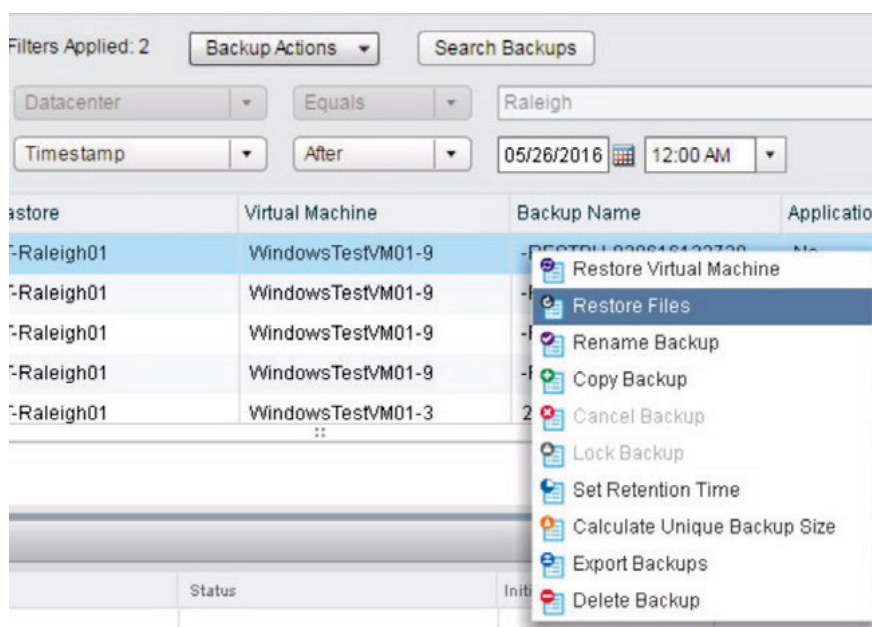 Filters Applied: 2 Backup Actions Search Backups
Datacenter Equals Raleigh
Timestamp After 05/26/2016 12:00 AM
astore Virtual Machine Backup Name Applicatio
-Raleigh01 WindowsTestVM01-9
Restore Virtual Machine
-Raleigh01 WindowsTestVM01-9
Restore Files
-Raleigh01 WindowsTestVM01-9
Rename Backup
-Raleigh01 WindowsTestVM01-9
Copy Backup
-Raleigh01 WindowsTestVM01-3 2
Cancel Backup
Lock Backup
Set Retention Time
Calculate Unique Backup Size
Export Backups
Status Initi
Delete Backup